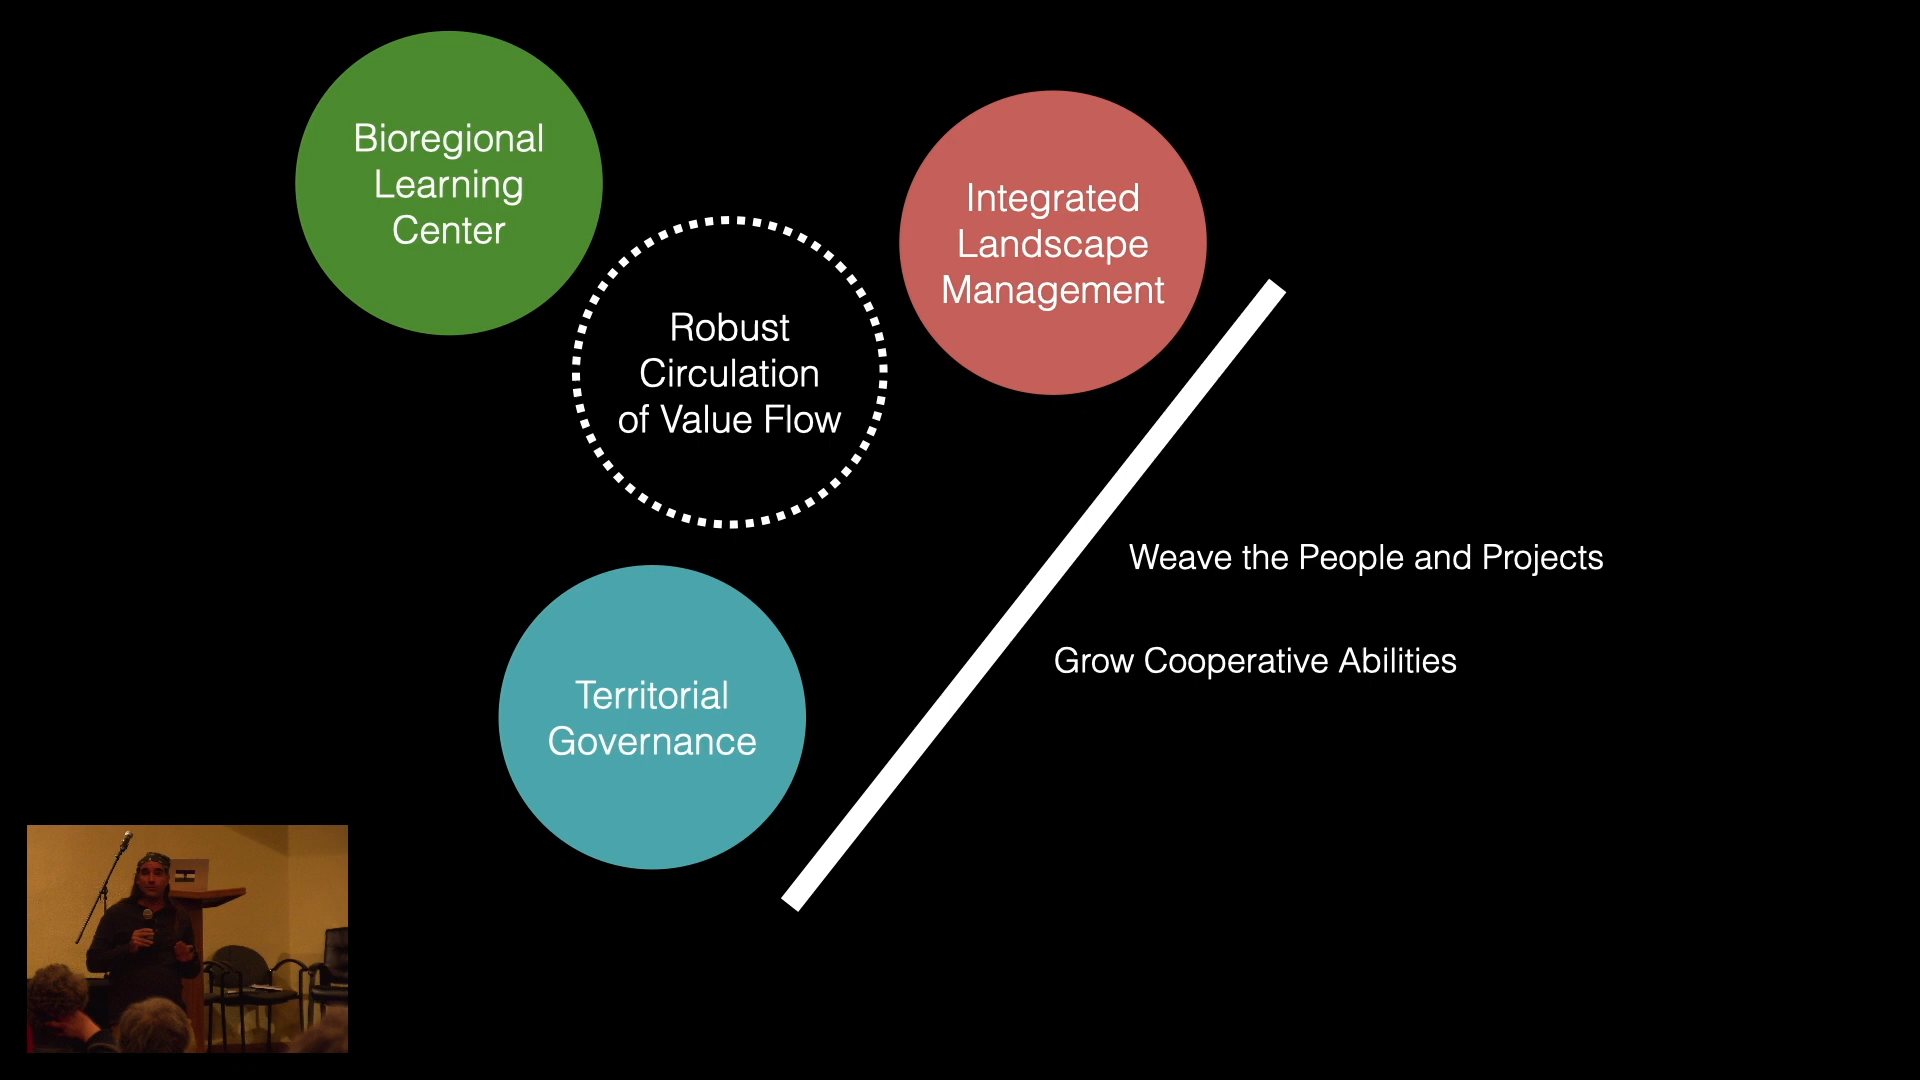 Bioregional
Learning
Center
Integrated
Landscape
Management
Robust
Circulation
of Value Flow
Weave the People and Projects
Grow Cooperative Abilities
Territorial
Governance